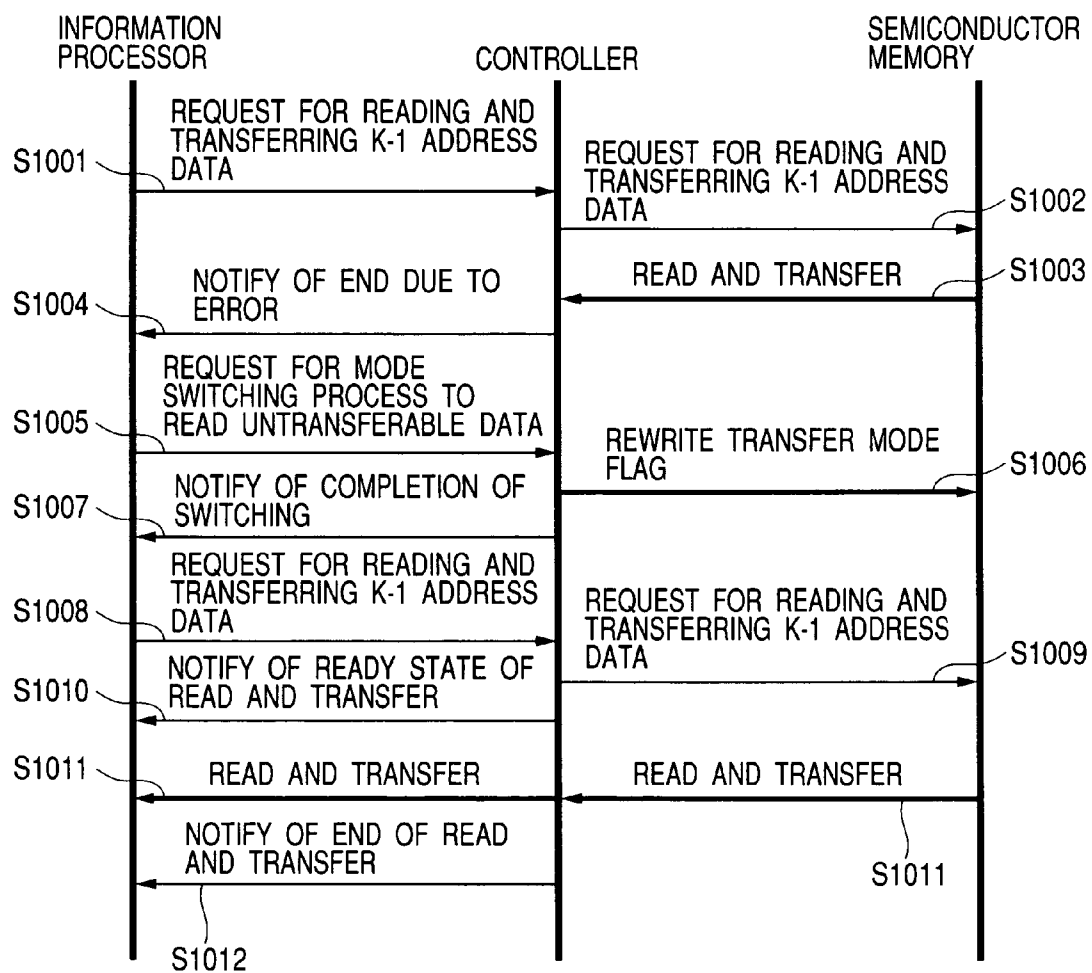 INFORMATION
PROCESSOR
CONTROLLER
SEMICONDUCTOR
MEMORY
REQUEST FOR READING AND
TRANSFERRING K-1 ADDRESS
DATA
S1001
REQUEST FOR READING AND
TRANSFERRING K-1 ADDRESS
DATA
S1002
READ AND TRANSFER
S1003
NOTIFY OF END DUE TO
ERROR
S1004
REQUEST FOR MODE
SWITCHING PROCESS TO
READ UNTRANSFERABLE DATA
S1005
REWRITE TRANSFER MODE
FLAG
S1006
NOTIFY OF COMPLETION OF
SWITCHING
S1007
REQUEST FOR READING AND
TRANSFERRING K-1 ADDRESS
DATA
S1008
REQUEST FOR READING AND
TRANSFERRING K-1 ADDRESS
DATA
S1009
NOTIFY OF READY STATE OF
READ AND TRANSFER
S1010
S1011
READ AND TRANSFER
READ AND TRANSFER
S1011
NOTIFY OF END OF READ
AND TRANSFER
S1012